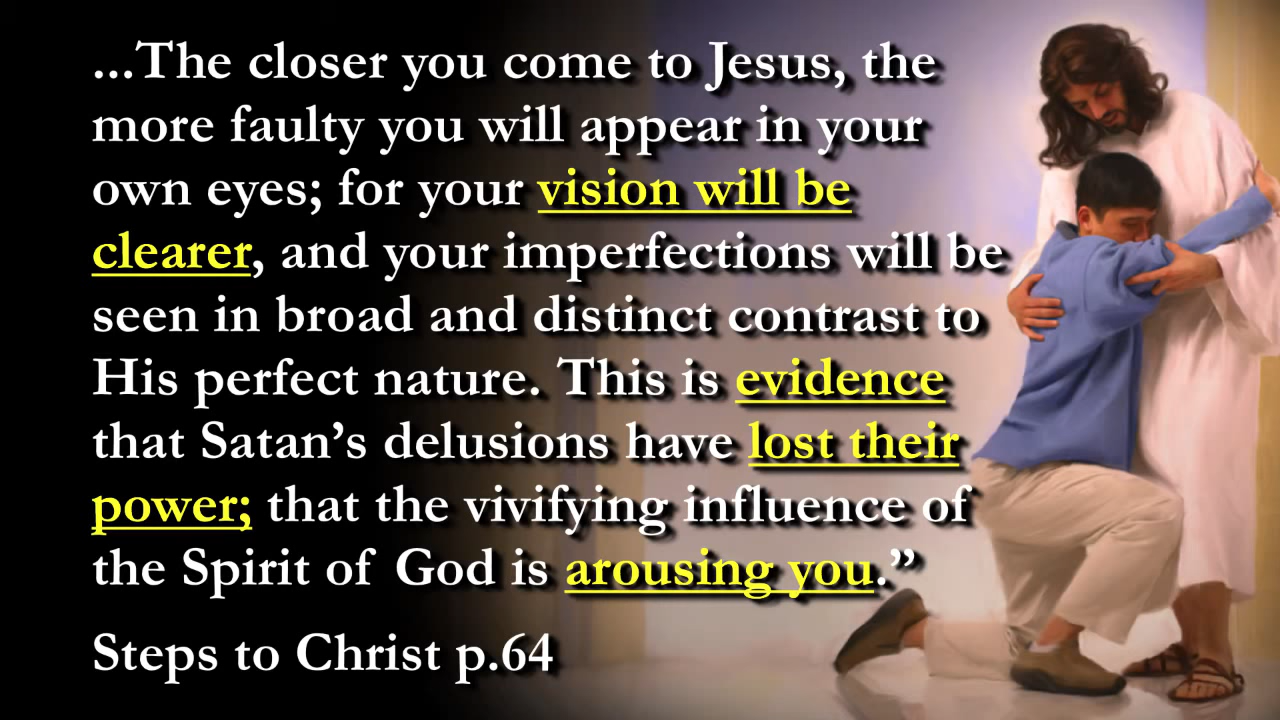 ...The closer you come to Jesus, the
more faulty you will appear in your
own eyes; for your vision will be
clearer, and your imperfections will be
seen in broad and distinct contrast to
His perfect nature. This is evidence
that Satan’s delusions have lost their
power; that the vivifying influence of
the Spirit of God is arousing you.”
Steps to Christ p.64